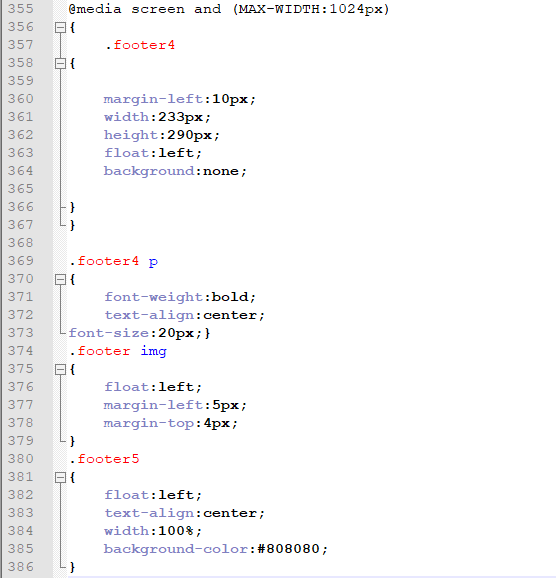 355 @media screen and (MAX-WIDTH:1024px)
356 {
357 .footer4
358 {
359
360 margin-left:10px;
361 width:233px;
362 height:290px;
363 float:left;
364 background:none;
365
366 }
367 }
368
369 .footer4 p
370 {
371 font-weight:bold;
372 text-align:center;
373 font-size:20px;}
374 .footer img
375 {
376 float:left;
377 margin-left:5px;
378 margin-top:4px;
379 }
380 .footer5
381 {
382 float:left;
383 text-align:center;
384 width:100%;
385 background-color:#808080;
386 }